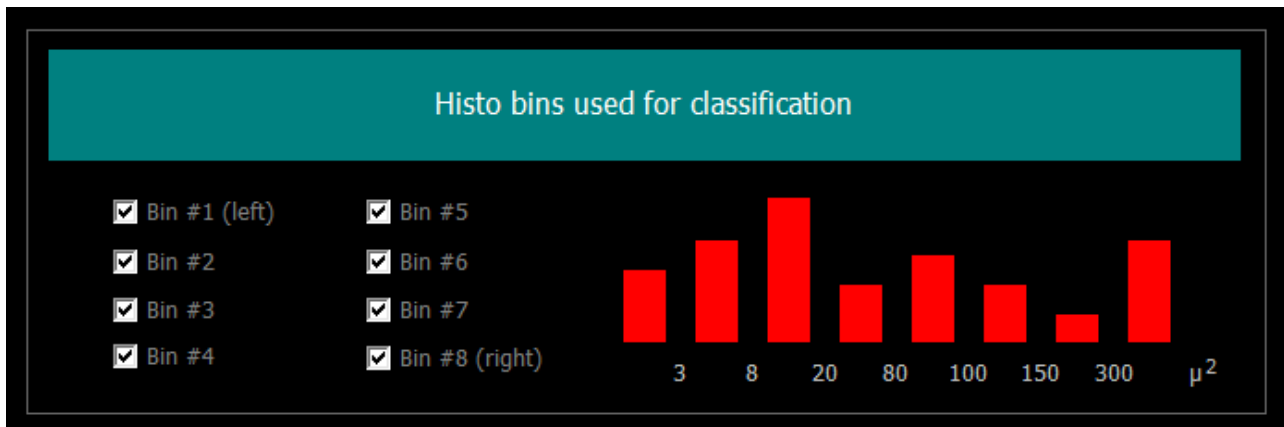 Histo bins used for classification
Bin #1 (left)
Bin #2
Bin #3
Bin #4
Bin #5
Bin #6
Bin #7
Bin #8 (right)
3 8 20 80 100 150 300 µ²